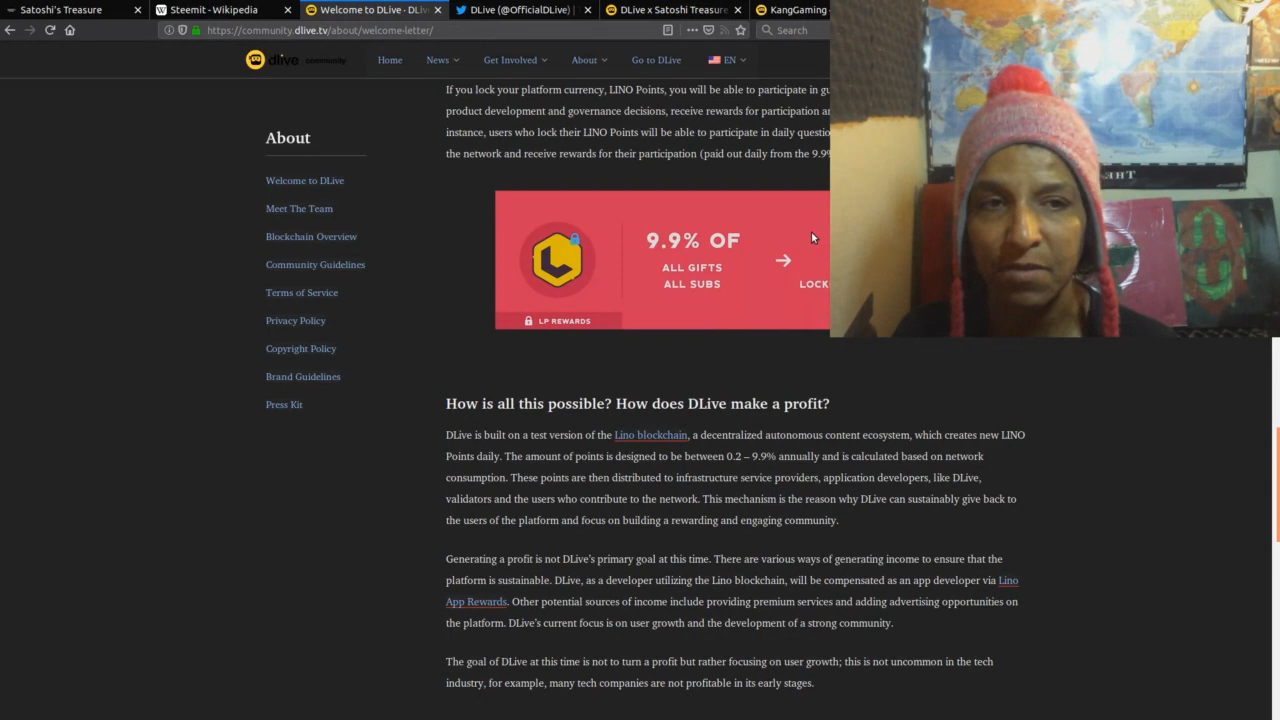 Satoshi's Treasure
Steemit - Wikipedia
Welcome to DLive · DLiv
DLive (@OfficialDLive) |
DLive x Satoshi Treasure
KangGaming
https://community.dlive.tv/about/welcome-letter/
Search
dlive community
Home
News
Get Involved
About
Go to DLive
EN
If you lock your platform currency, LINO Points, you will be able to participate in gu
product development and governance decisions, receive rewards for participation an
instance, users who lock their LINO Points will be able to participate in daily questio
the network and receive rewards for their participation (paid out daily from the 9.9%
About
Welcome to DLive
Meet The Team
Blockchain Overview
Community Guidelines
Terms of Service
Privacy Policy
Copyright Policy
Brand Guidelines
Press Kit
9.9% OF
ALL GIFTS
ALL SUBS
LOCK
LP REWARDS
THE
How is all this possible? How does DLive make a profit?
DLive is built on a test version of the Lino blockchain, a decentralized autonomous content ecosystem, which creates new LINO
Points daily. The amount of points is designed to be between 0.2 – 9.9% annually and is calculated based on network
consumption. These points are then distributed to infrastructure service providers, application developers, like DLive,
validators and the users who contribute to the network. This mechanism is the reason why DLive can sustainably give back to
the users of the platform and focus on building a rewarding and engaging community.
Generating a profit is not DLive's primary goal at this time. There are various ways of generating income to ensure that the
platform is sustainable. DLive, as a developer utilizing the Lino blockchain, will be compensated as an app developer via Lino
App Rewards. Other potential sources of income include providing premium services and adding advertising opportunities on
the platform. DLive's current focus is on user growth and the development of a strong community.
The goal of DLive at this time is not to turn a profit but rather focusing on user growth; this is not uncommon in the tech
industry, for example, many tech companies are not profitable in its early stages.